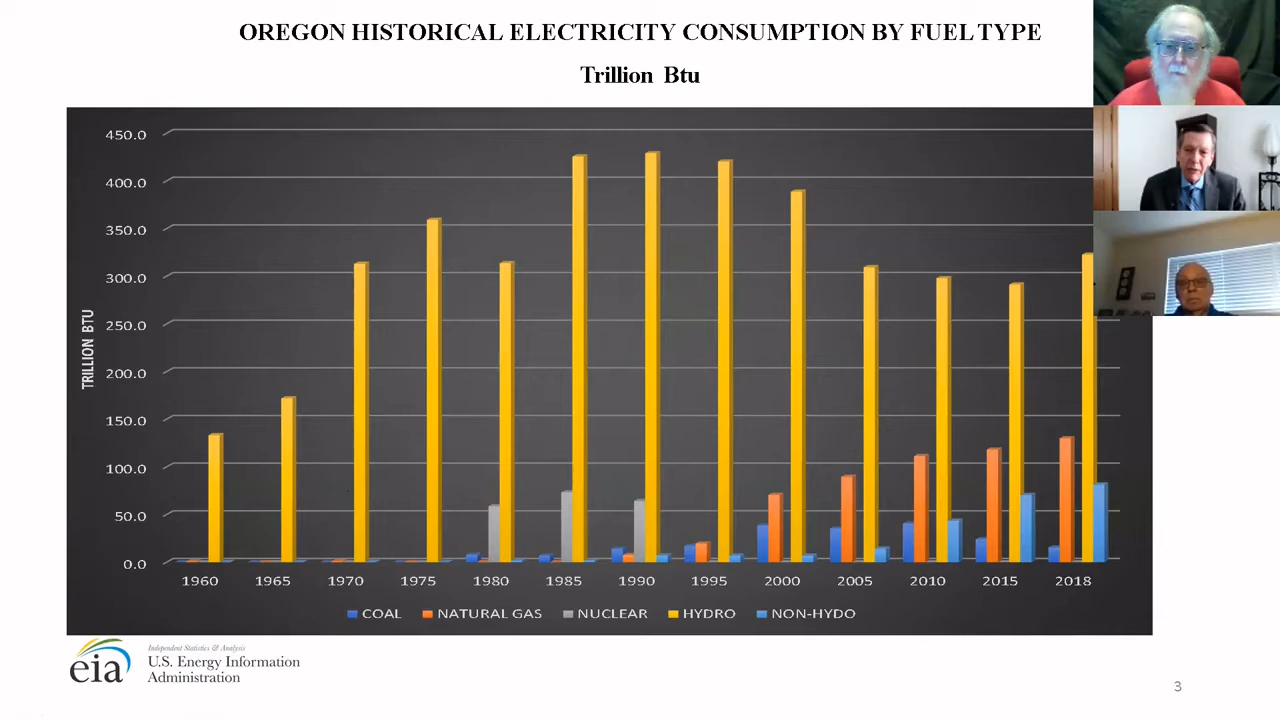 OREGON HISTORICAL ELECTRICITY CONSUMPTION BY FUEL TYPE
Trillion Btu
450.0
400.0
350.0
300.0
250.0
200.0
150.0
100.0
50.0
0.0
TRILLION BTU
1960 1965 1970 1975 1980 1985 1990 1995 2000 2005 2010 2015 2018
COAL NATURAL GAS NUCLEAR HYDRO NON-HYDO
eia
Independent Statistics & Analysis
U.S. Energy Information
Administration
3